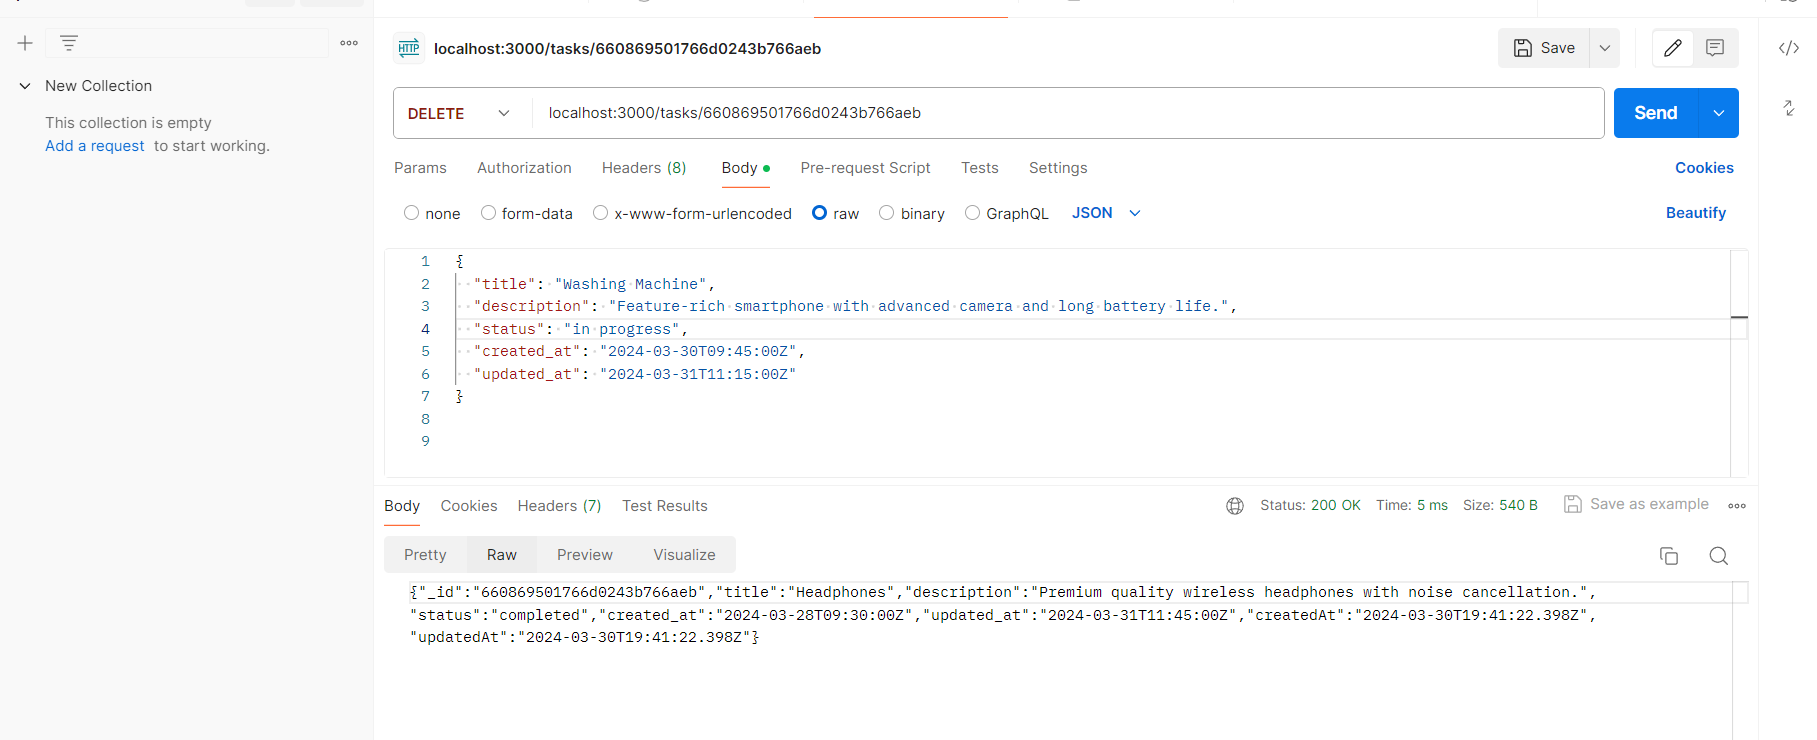 New Collection
This collection is empty
Add a request to start working.
HTTP localhost:3000/tasks/660869501766d0243b766aeb
Save
DELETE localhost:3000/tasks/660869501766d0243b766aeb
Send
Params Authorization Headers (8) Body Pre-request Script Tests Settings Cookies
none form-data x-www-form-urlencoded raw binary GraphQL JSON Beautify
1 {
2 "title": "Washing Machine",
3 "description": "Feature-rich smartphone with advanced camera and long battery life.",
4 "status": "in progress",
5 "created_at": "2024-03-30T09:45:00Z",
6 "updated_at": "2024-03-31T11:15:00Z"
7 }
8
9
Body Cookies Headers (7) Test Results Status: 200 OK Time: 5 ms Size: 540 B Save as example
Pretty Raw Preview Visualize
{"_id":"660869501766d0243b766aeb","title":"Headphones","description":"Premium quality wireless headphones with noise cancellation.",
"status":"completed","created_at":"2024-03-28T09:30:00Z","updated_at":"2024-03-31T11:45:00Z","createdAt":"2024-03-30T19:41:22.398Z",
"updatedAt":"2024-03-30T19:41:22.398Z"}